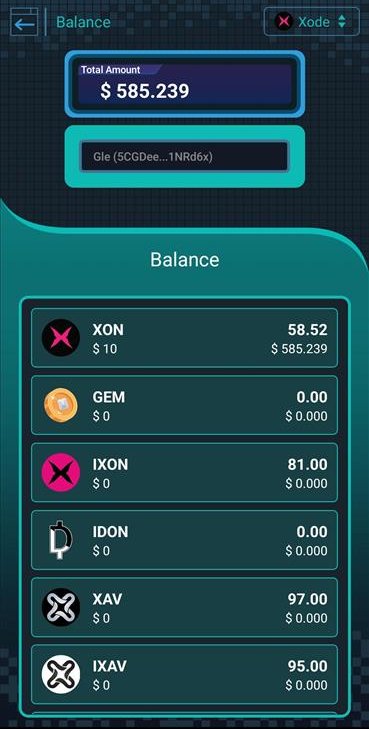 Balance
Xode
Total Amount
$ 585.239
Gle (5CGDee...1NRd6x)
Balance
XON 58.52
$ 10 $ 585.239
GEM 0.00
$ 0 $ 0.000
IXON 81.00
$ 0 $ 0.000
IDON 0.00
$ 0 $ 0.000
XAV 97.00
$ 0 $ 0.000
IXAV 95.00
$ 0 $ 0.000